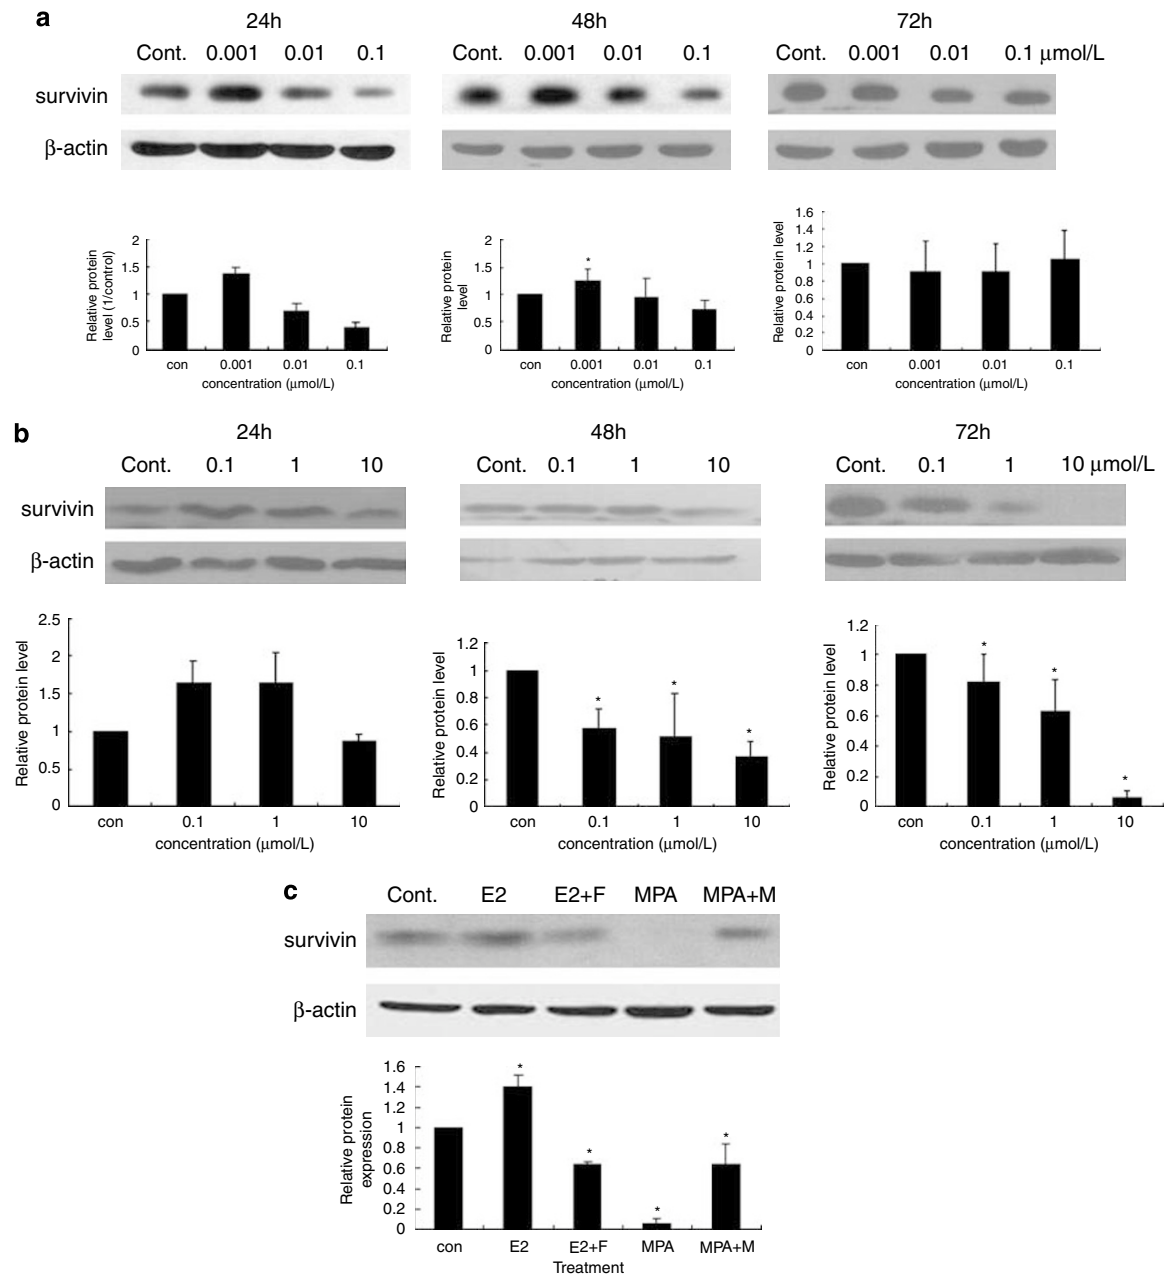 a
24h 48h 72h
Cont. 0.001 0.01 0.1 Cont. 0.001 0.01 0.1 Cont. 0.001 0.01 0.1 μmol/L
survivin
β-actin
Relative protein level (1/control)
2
1.5
1
0.5
0
con 0.001 0.01 0.1
concentration (μmol/L)
Relative protein level
2
1.5
1
0.5
0
con 0.001 0.01 0.1
concentration (μmol/L)
*
Relative protein level
1.6
1.4
1.2
1
0.8
0.6
0.4
0.2
0
con 0.001 0.01 0.1
concentration (μmol/L)
b
24h 48h 72h
Cont. 0.1 1 10 Cont. 0.1 1 10 Cont. 0.1 1 10 μmol/L
survivin
β-actin
Relative protein level
2.5
2
1.5
1
0.5
0
con 0.1 1 10
concentration (μmol/L)
Relative protein level
1.2
1
0.8
0.6
0.4
0.2
0
* * *
con 0.1 1 10
concentration (μmol/L)
Relative protein level
1.2
1
0.8
0.6
0.4
0.2
0
* * *
con 0.1 1 10
concentration (μmol/L)
c
Cont. E2 E2+F MPA MPA+M
survivin
β-actin
Relative protein expression
1.6
1.4
1.2
1
0.8
0.6
0.4
0.2
0
* * * *
con E2 E2+F MPA MPA+M
Treatment